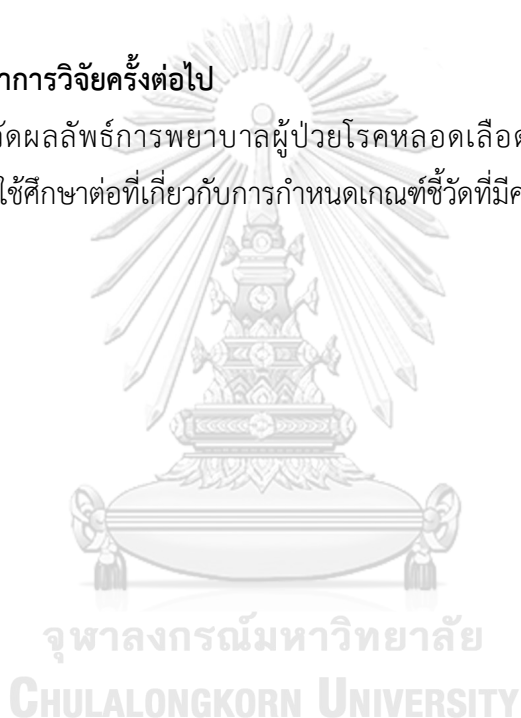 การวิจัยครั้งต่อไป
ผลลัพธ์การพยาบาลผู้ป่วยโรคหลอดเลือด
ใช้ศึกษาต่อที่เกี่ยวกับการกำหนดเกณฑ์ชี้วัดที่มี
จุฬาลงกรณ์มหาวิทยาลัย
CHULALONGKORN UNIVERSITY